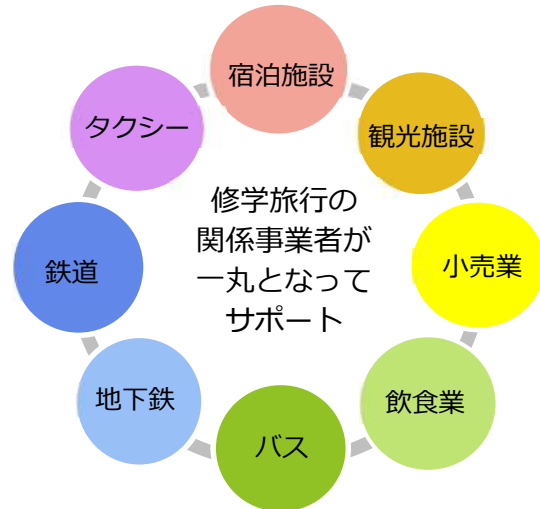 宿泊施設
観光施設
小売業
飲食業
バス
地下鉄
鉄道
タクシー
修学旅行の
関係事業者が
一丸となって
サポート